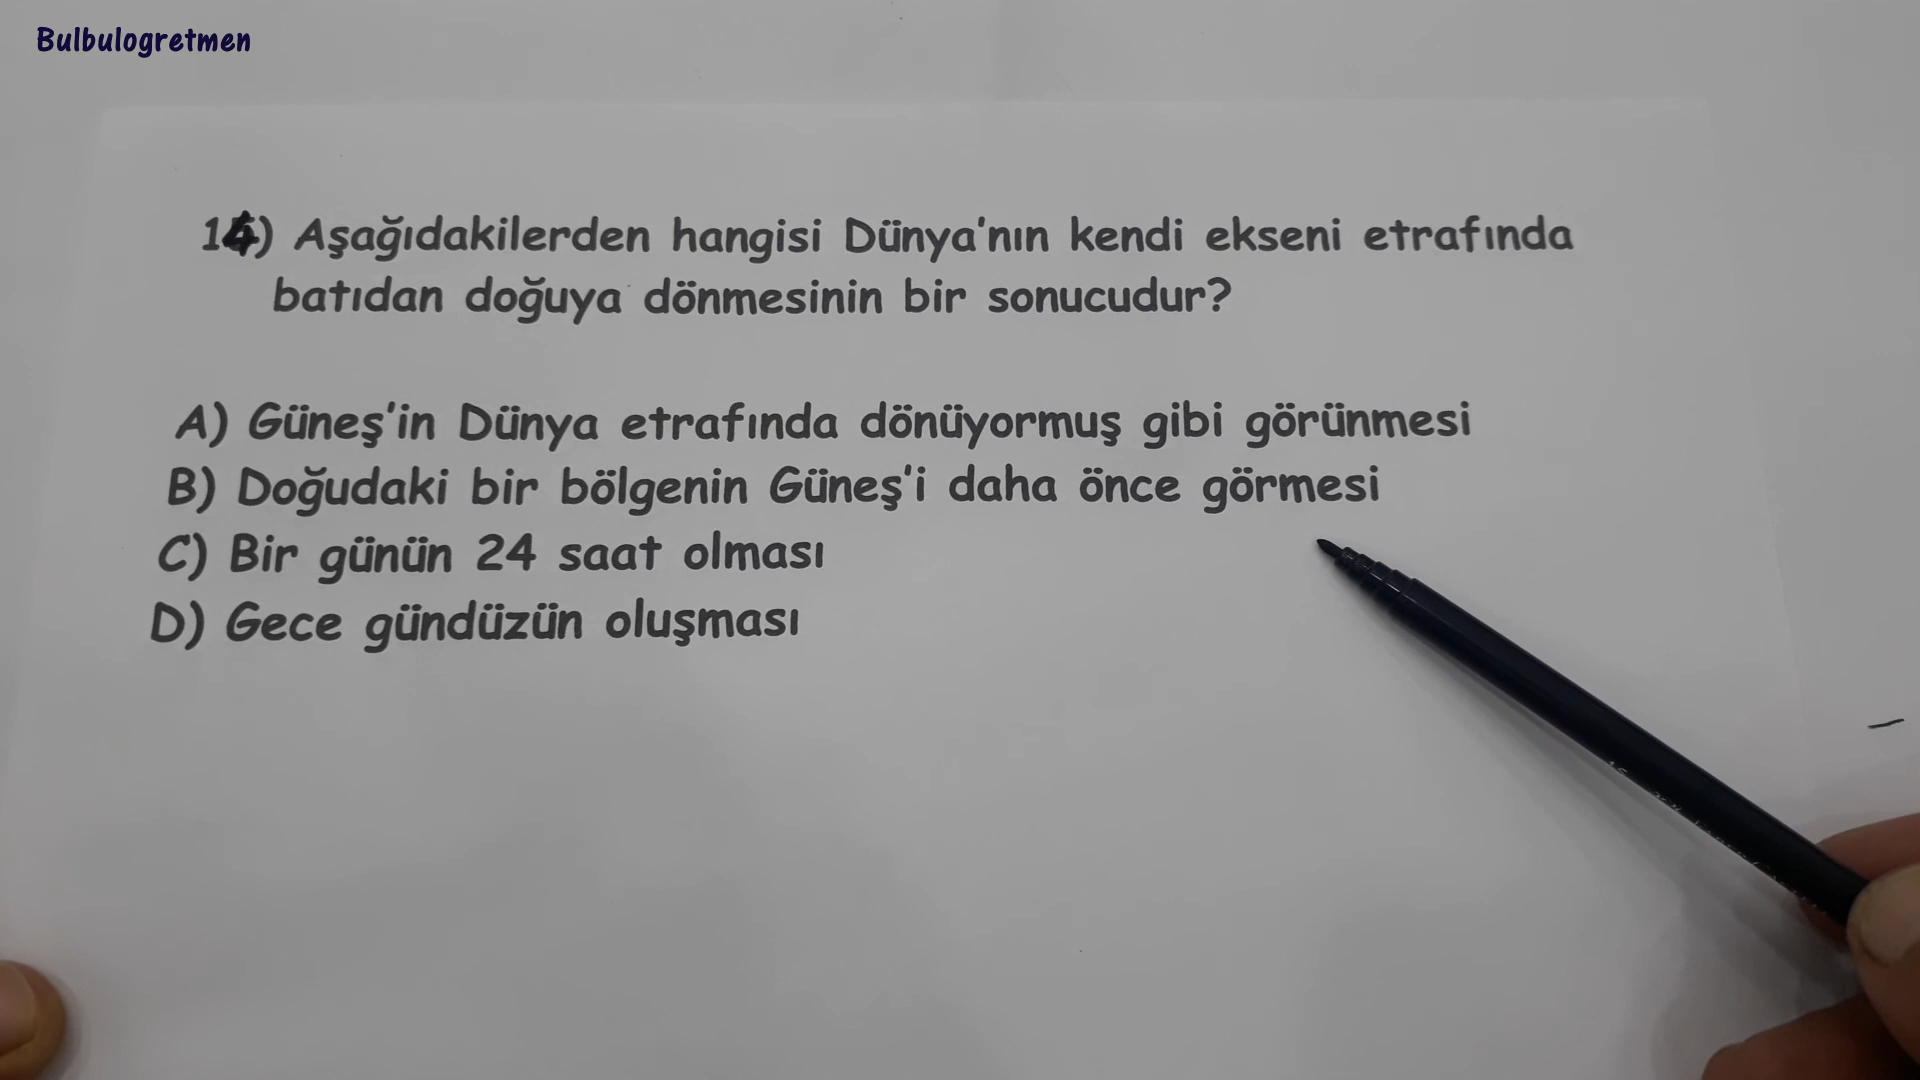 Bulbulogretmen
14) Aşağıdakilerden hangisi Dünya'nın kendi ekseni etrafında
batıdan doğuya dönmesinin bir sonucudur?
A) Güneş'in Dünya etrafında dönüyormuş gibi görünmesi
B) Doğudaki bir bölgenin Güneş'i daha önce görmesi
C) Bir günün 24 saat olması
D) Gece gündüzün oluşması